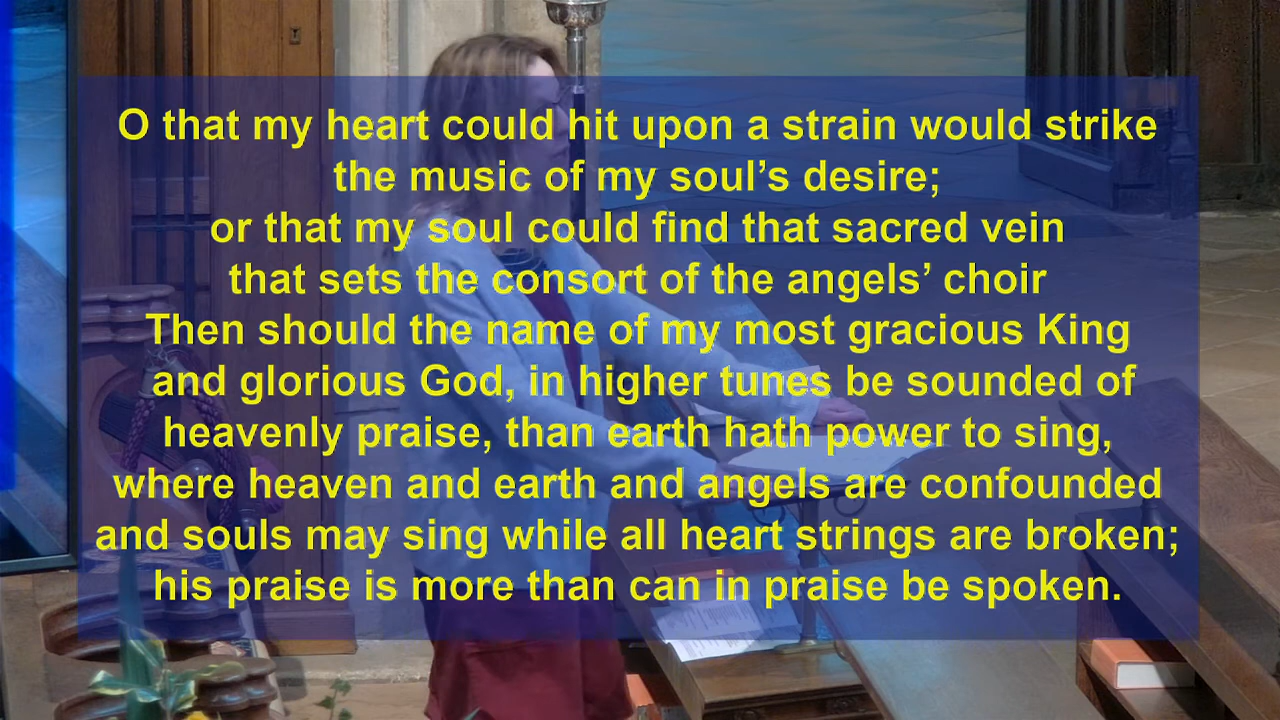 O that my heart could hit upon a strain would strike
the music of my soul’s desire;
or that my soul could find that sacred vein
that sets the consort of the angels’ choir
Then should the name of my most gracious King
and glorious God, in higher tunes be sounded of
heavenly praise, than earth hath power to sing,
where heaven and earth and angels are confounded
and souls may sing while all heart strings are broken;
his praise is more than can in praise be spoken.